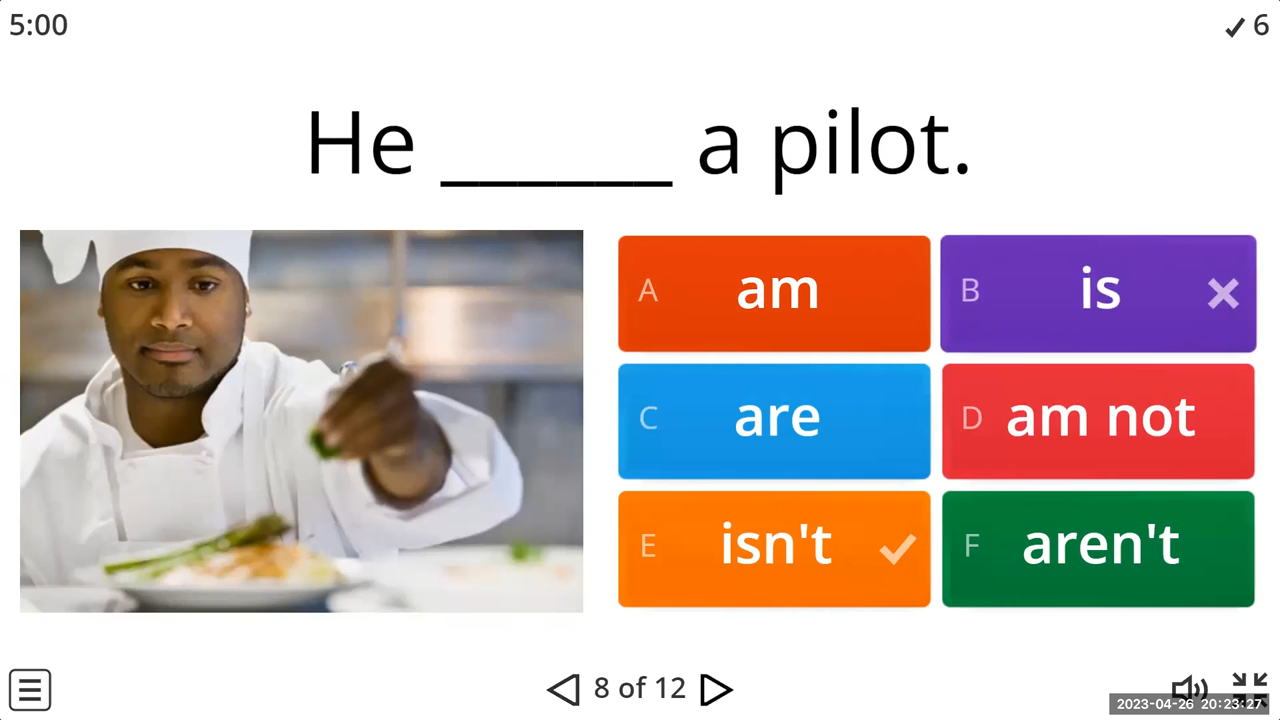 5:00
✓ 6
He ______ a pilot.
A am
B is ✕
C are
D am not
E isn't ✓
F aren't
8 of 12
2023-04-26 20:23:27